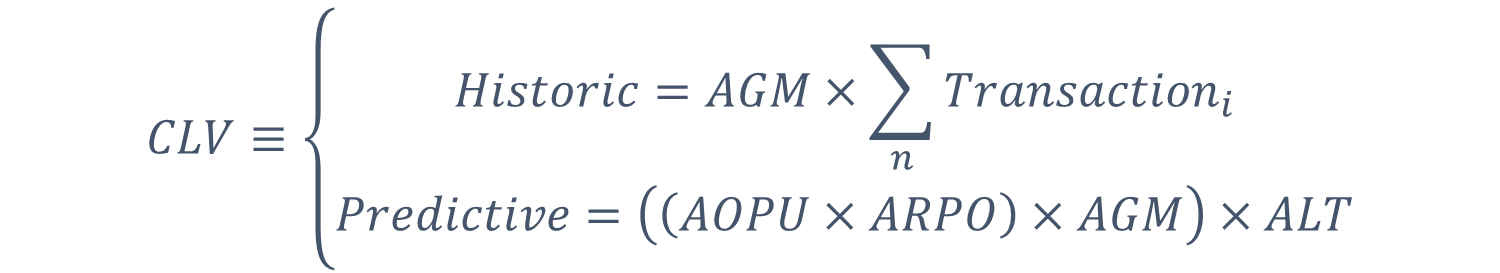 Historic = AGM × ∑ Transactionᵢ
n
CLV ≡ {
Predictive = ((AOPU × ARPO) × AGM) × ALT